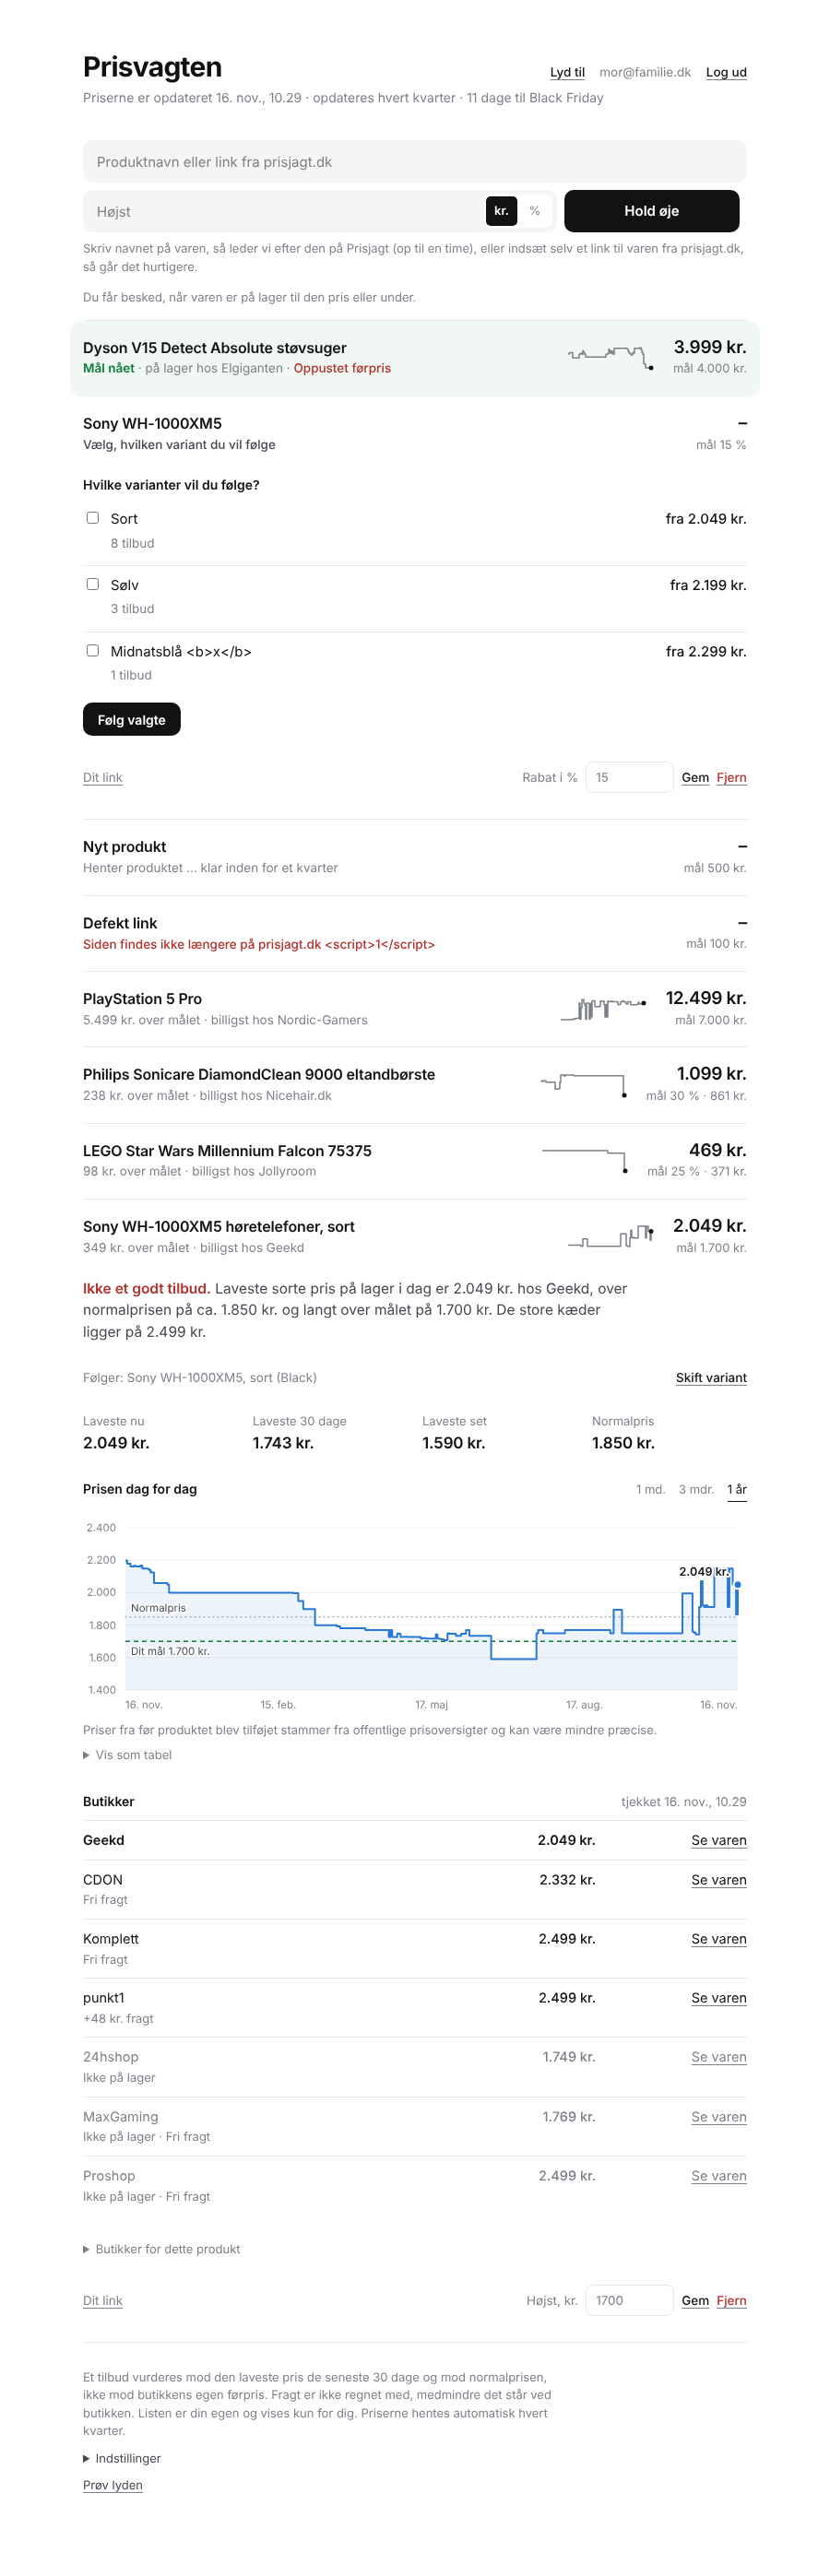 Prisvagten
Lyd til mor@familie.dk Log ud
Priserne er opdateret 16. nov., 10.29 · opdateres hvert kvarter · 11 dage til Black Friday
Produktnavn eller link fra prisjagt.dk
Højst kr. % Hold øje
Skriv navnet på varen, så leder vi efter den på Prisjagt (op til en time), eller indsæt selv et link til varen fra prisjagt.dk,
så går det hurtigere.
Du får besked, når varen er på lager til den pris eller under.
Dyson V15 Detect Absolute støvsuger 3.999 kr.
Mål nået · på lager hos Elgiganten · Oppustet førpris mål 4.000 kr.
Sony WH-1000XM5 –
Vælg, hvilken variant du vil følge mål 15 %
Hvilke varianter vil du følge?
Sort fra 2.049 kr.
8 tilbud
Sølv fra 2.199 kr.
3 tilbud
Midnatsblå <b>x</b> fra 2.299 kr.
1 tilbud
Følg valgte
Dit link Rabat i % 15 Gem Fjern
Nyt produkt –
Henter produktet … klar inden for et kvarter mål 500 kr.
Defekt link –
Siden findes ikke længere på prisjagt.dk <script>1</script> mål 100 kr.
PlayStation 5 Pro 12.499 kr.
5.499 kr. over målet · billigst hos Nordic-Gamers mål 7.000 kr.
Philips Sonicare DiamondClean 9000 eltandbørste 1.099 kr.
238 kr. over målet · billigst hos Nicehair.dk mål 30 % · 861 kr.
LEGO Star Wars Millennium Falcon 75375 469 kr.
98 kr. over målet · billigst hos Jollyroom mål 25 % · 371 kr.
Sony WH-1000XM5 høretelefoner, sort 2.049 kr.
349 kr. over målet · billigst hos Geekd mål 1.700 kr.
Ikke et godt tilbud. Laveste sorte pris på lager i dag er 2.049 kr. hos Geekd, over
normalprisen på ca. 1.850 kr. og langt over målet på 1.700 kr. De store kæder
ligger på 2.499 kr.
Følger: Sony WH-1000XM5, sort (Black) Skift variant
Laveste nu Laveste 30 dage Laveste set Normalpris
2.049 kr. 1.743 kr. 1.590 kr. 1.850 kr.
Prisen dag for dag 1 md. 3 mdr. 1 år
2.400
2.200
2.049 kr.
2.000
Normalpris
1.800
Dit mål 1.700 kr.
1.600
1.400
16. nov. 15. feb. 17. maj 17. aug. 16. nov.
Priser fra før produktet blev tilføjet stammer fra offentlige prisoversigter og kan være mindre præcise.
Vis som tabel
Butikker tjekket 16. nov., 10.29
Geekd 2.049 kr. Se varen
CDON 2.332 kr. Se varen
Fri fragt
Komplett 2.499 kr. Se varen
Fri fragt
punkt1 2.499 kr. Se varen
+48 kr. fragt
24hshop 1.749 kr. Se varen
Ikke på lager
MaxGaming 1.769 kr. Se varen
Ikke på lager · Fri fragt
Proshop 2.499 kr. Se varen
Ikke på lager · Fri fragt
Butikker for dette produkt
Dit link Højst, kr. 1700 Gem Fjern
Et tilbud vurderes mod den laveste pris de seneste 30 dage og mod normalprisen,
ikke mod butikkens egen førpris. Fragt er ikke regnet med, medmindre det står ved
butikken. Listen er din egen og vises kun for dig. Priserne hentes automatisk hvert
kvarter.
Indstillinger
Prøv lyden